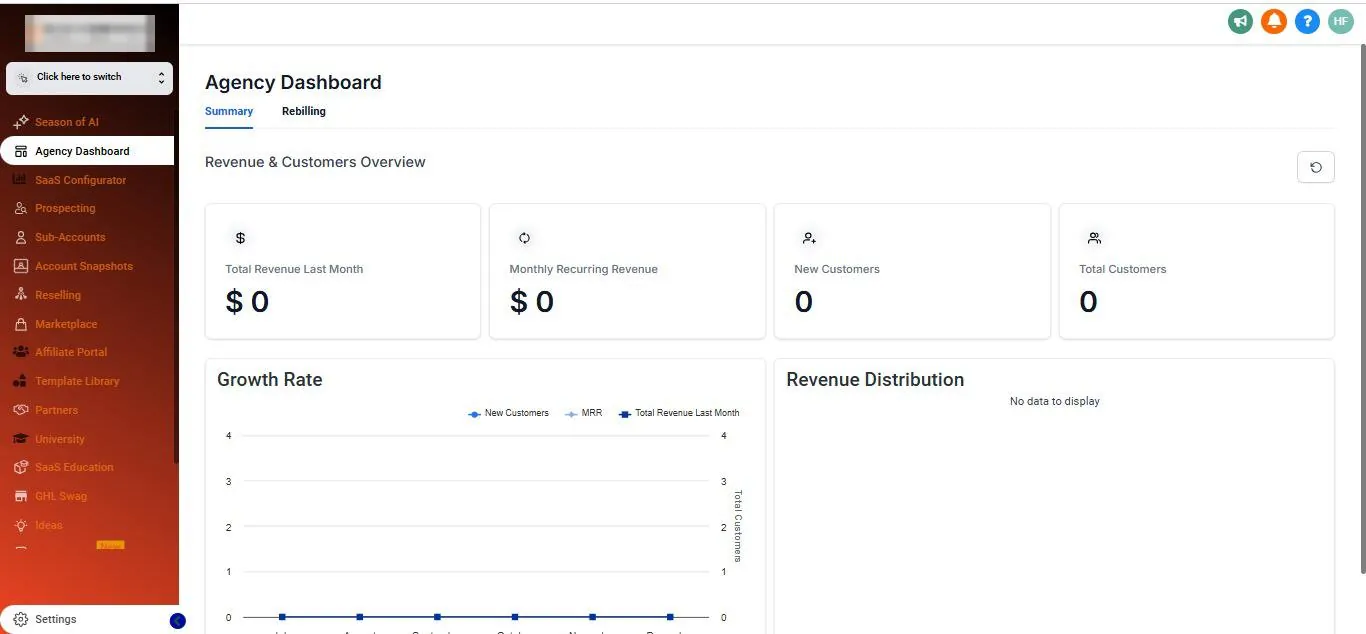 HF
Click here to switch
Season of AI
Agency Dashboard
SaaS Configurator
Prospecting
Sub-Accounts
Account Snapshots
Reselling
Marketplace
Affiliate Portal
Template Library
Partners
University
SaaS Education
GHL Swag
Ideas
New
Settings
Agency Dashboard
Summary Rebilling
Revenue & Customers Overview
$
Total Revenue Last Month
$ 0
Monthly Recurring Revenue
$ 0
New Customers
0
Total Customers
0
Growth Rate
New Customers MRR Total Revenue Last Month
4 4
3 3
2 2
1 1
0 0
Total Customers
Revenue Distribution
No data to display